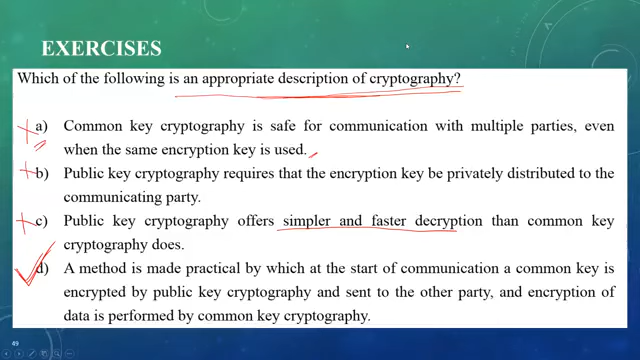 EXERCISES
Which of the following is an appropriate description of cryptography?
a) Common key cryptography is safe for communication with multiple parties, even
when the same encryption key is used.
b) Public key cryptography requires that the encryption key be privately distributed to the
communicating party.
c) Public key cryptography offers simpler and faster decryption than common key
cryptography does.
d) A method is made practical by which at the start of communication a common key is
encrypted by public key cryptography and sent to the other party, and encryption of
data is performed by common key cryptography.
49